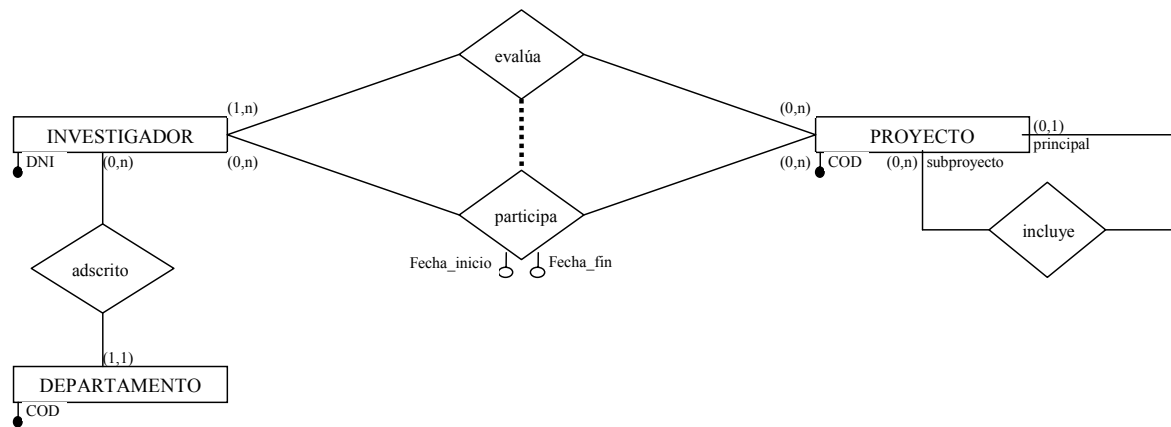 evalúa
(1,n)
(0,n)
INVESTIGADOR
PROYECTO
(0,1)
principal
DNI
(0,n)
(0,n)
(0,n)
COD
(0,n)
subproyecto
participa
incluye
Fecha_inicio
Fecha_fin
adscrito
(1,1)
DEPARTAMENTO
COD